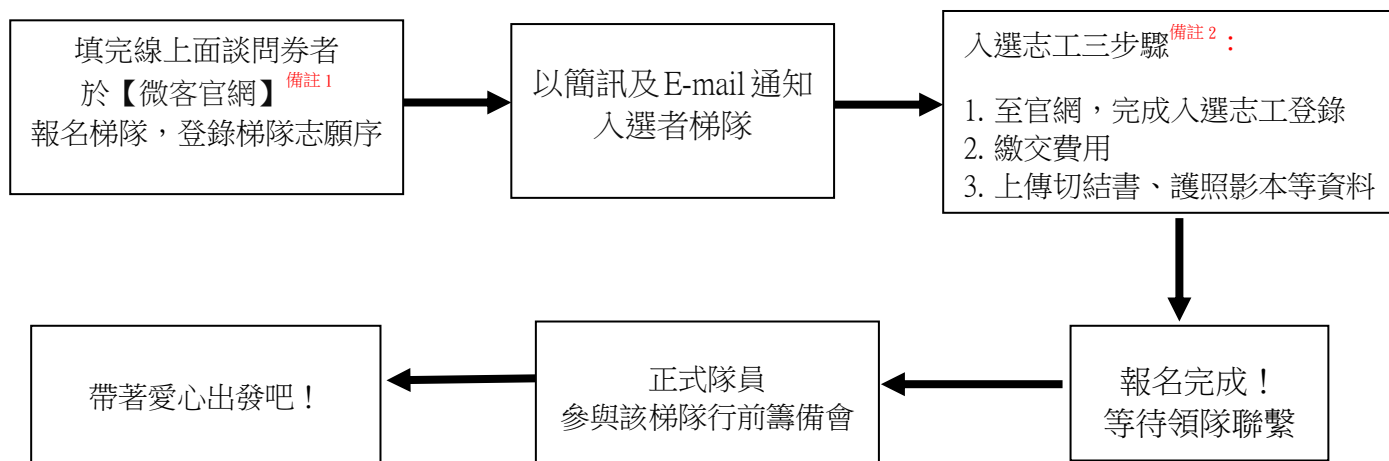 填完線上面談問券者
於【微客官網】備註 1
報名梯隊，登錄梯隊志願序
以簡訊及 E-mail 通知
入選者梯隊
入選志工三步驟備註 2：
1. 至官網，完成入選志工登錄
2. 繳交費用
3. 上傳切結書、護照影本等資料
報名完成！
等待領隊聯繫
正式隊員
參與該梯隊行前籌備會
帶著愛心出發吧！